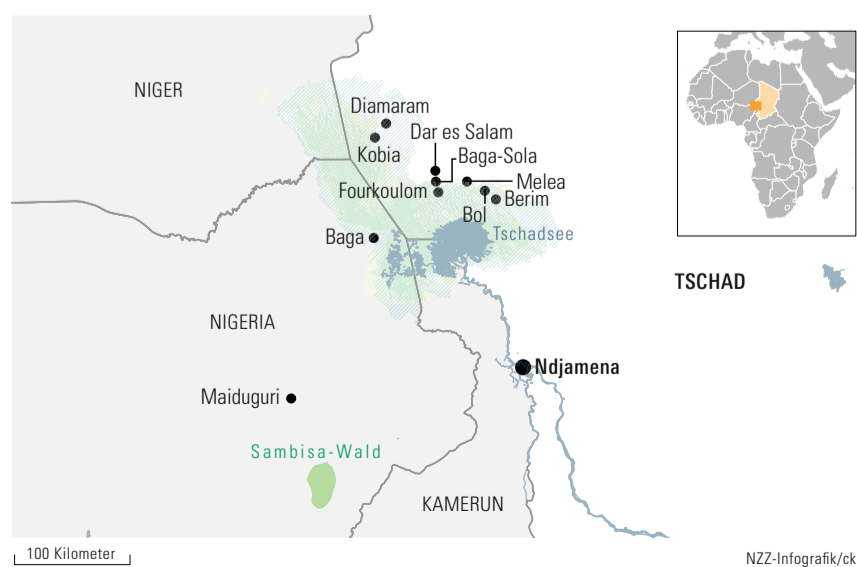 NIGER
Diamaram
Kobia
Dar es Salam
Baga-Sola
Melea
Fourkoulom
Berim
Bol
Baga
Tschadsee
TSCHAD
NIGERIA
Ndjamena
Maiduguri
Sambisa-Wald
KAMERUN
100 Kilometer
NZZ-Infografik/ck